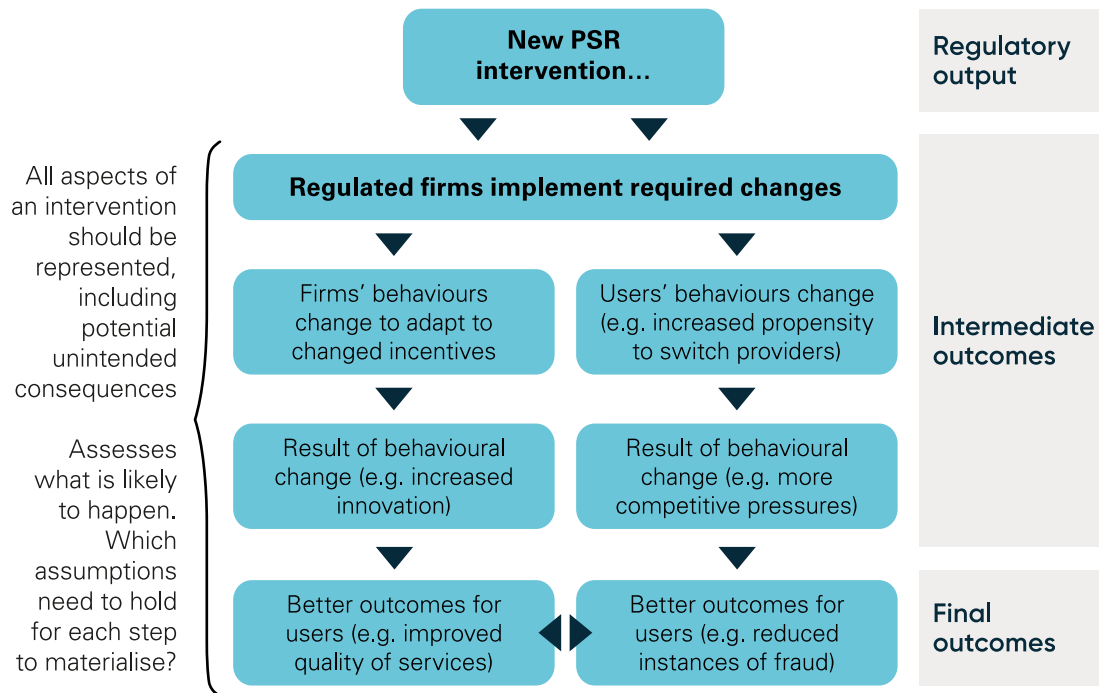 New PSR
intervention...
Regulatory
output
All aspects of
an intervention
should be
represented,
including
potential
unintended
consequences
Assesses
what is likely
to happen.
Which
assumptions
need to hold
for each step
to materialise?
Regulated firms implement required changes
Firms’ behaviours
change to adapt to
changed incentives
Users’ behaviours change
(e.g. increased propensity
to switch providers)
Intermediate
outcomes
Result of behavioural
change (e.g. increased
innovation)
Result of behavioural
change (e.g. more
competitive pressures)
Better outcomes for
users (e.g. improved
quality of services)
Better outcomes for
users (e.g. reduced
instances of fraud)
Final
outcomes